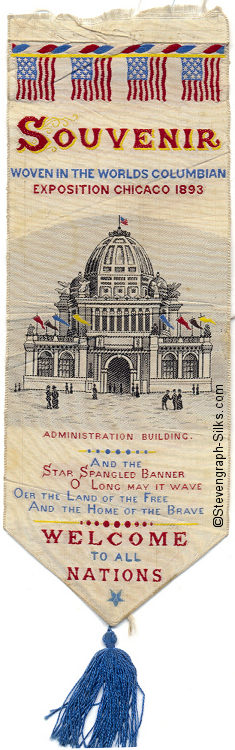 SOUVENIR
WOVEN IN THE WORLDS COLUMBIAN
EXPOSITION CHICAGO 1893
ADMINISTRATION BUILDING.
AND THE
STAR SPANGLED BANNER
O' LONG MAY IT WAVE
OER THE LAND OF THE FREE
AND THE HOME OF THE BRAVE
WELCOME
TO ALL
NATIONS
©Stevengraph-Silks.com